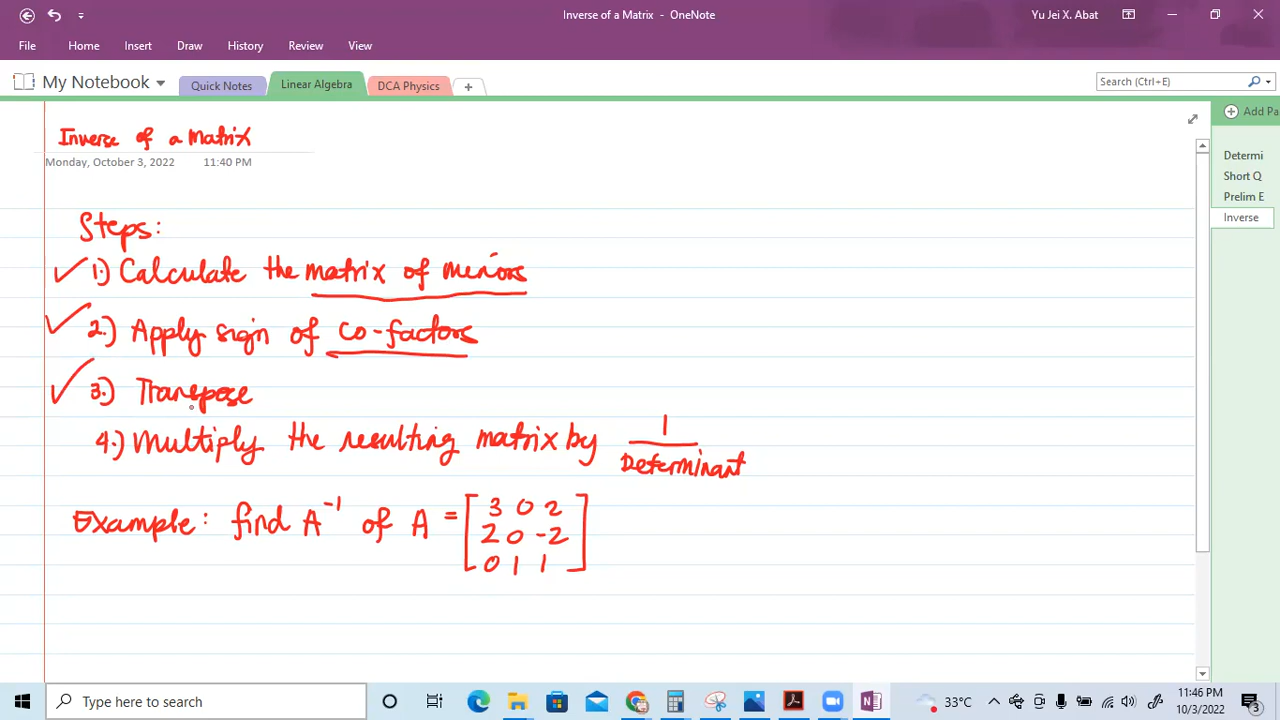 Inverse of a Matrix - OneNote
Yu Jei X. Abat
File Home Insert Draw History Review View
My Notebook Quick Notes Linear Algebra DCA Physics +
Search (Ctrl+E)
Add Pa
Inverse of a Matrix
Monday, October 3, 2022 11:40 PM
Determi
Short Q
Prelim E
Inverse
Steps:
1.) Calculate the matrix of minors
2.) Apply sign of co-factors
3.) Transpose
4.) Multiply the resulting matrix by 1
Determinant
Example: find A⁻¹ of A = [3 0 2
2 0 -2
0 1 1]
Type here to search
33°C
11:46 PM
10/3/2022
3